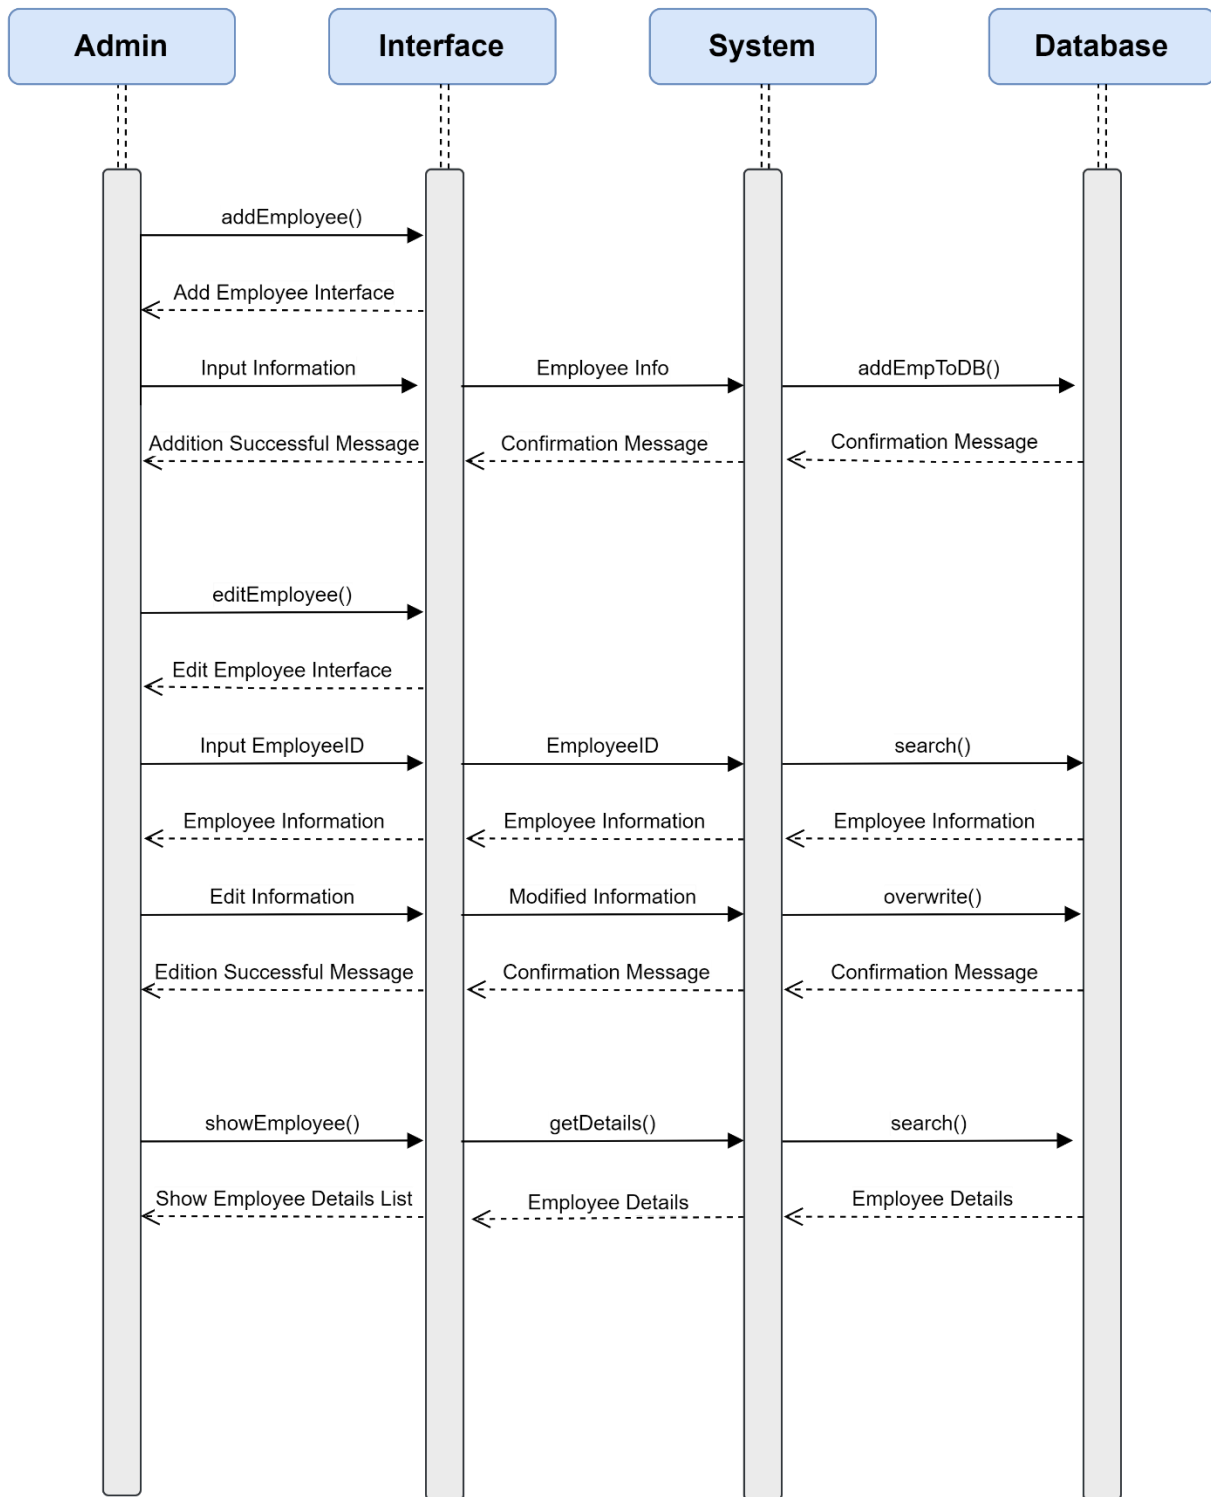 Admin
Interface
System
Database
addEmployee()
Add Employee Interface
Input Information
Employee Info
addEmpToDB()
Addition Successful Message
Confirmation Message
Confirmation Message
editEmployee()
Edit Employee Interface
Input EmployeeID
EmployeeID
search()
Employee Information
Employee Information
Employee Information
Edit Information
Modified Information
overwrite()
Edition Successful Message
Confirmation Message
Confirmation Message
showEmployee()
getDetails()
search()
Show Employee Details List
Employee Details
Employee Details